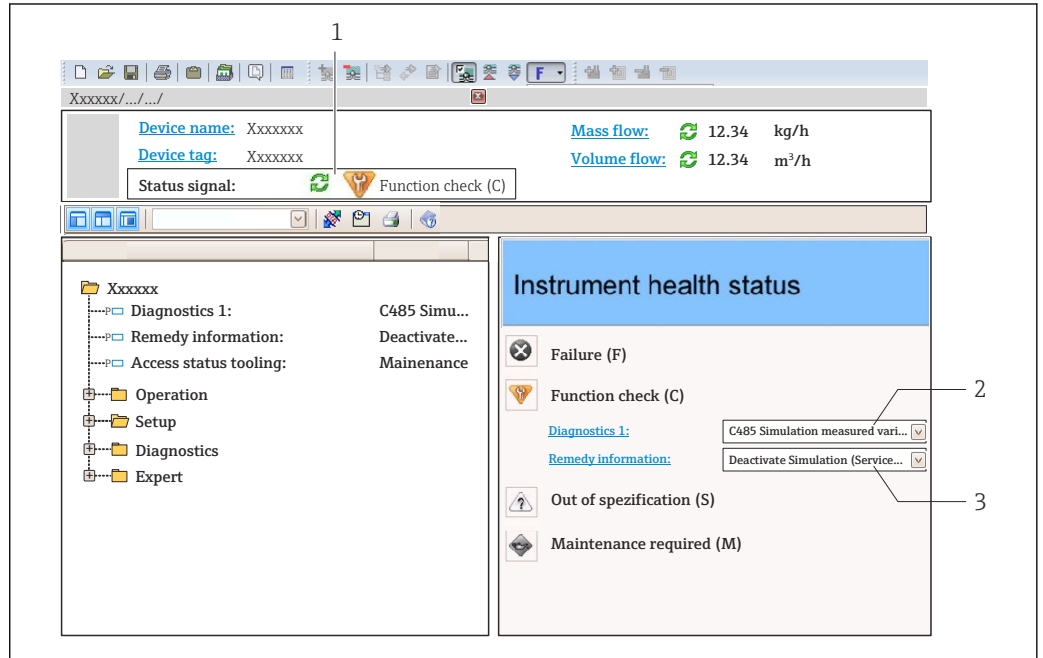 1
F
Xxxxxx/.../.../
Device name: Xxxxxxx
Mass flow: 12.34 kg/h
Device tag: Xxxxxxx
Volume flow: 12.34 m³/h
Status signal: Function check (C)
Xxxxxx
Diagnostics 1: C485 Simu...
Remedy information: Deactivate...
Access status tooling: Mainenance
Operation
Setup
Diagnostics
Expert
Instrument health status
Failure (F)
Function check (C)
2
Diagnostics 1: C485 Simulation measured vari...
Remedy information: Deactivate Simulation (Service...
3
Out of spezification (S)
Maintenance required (M)